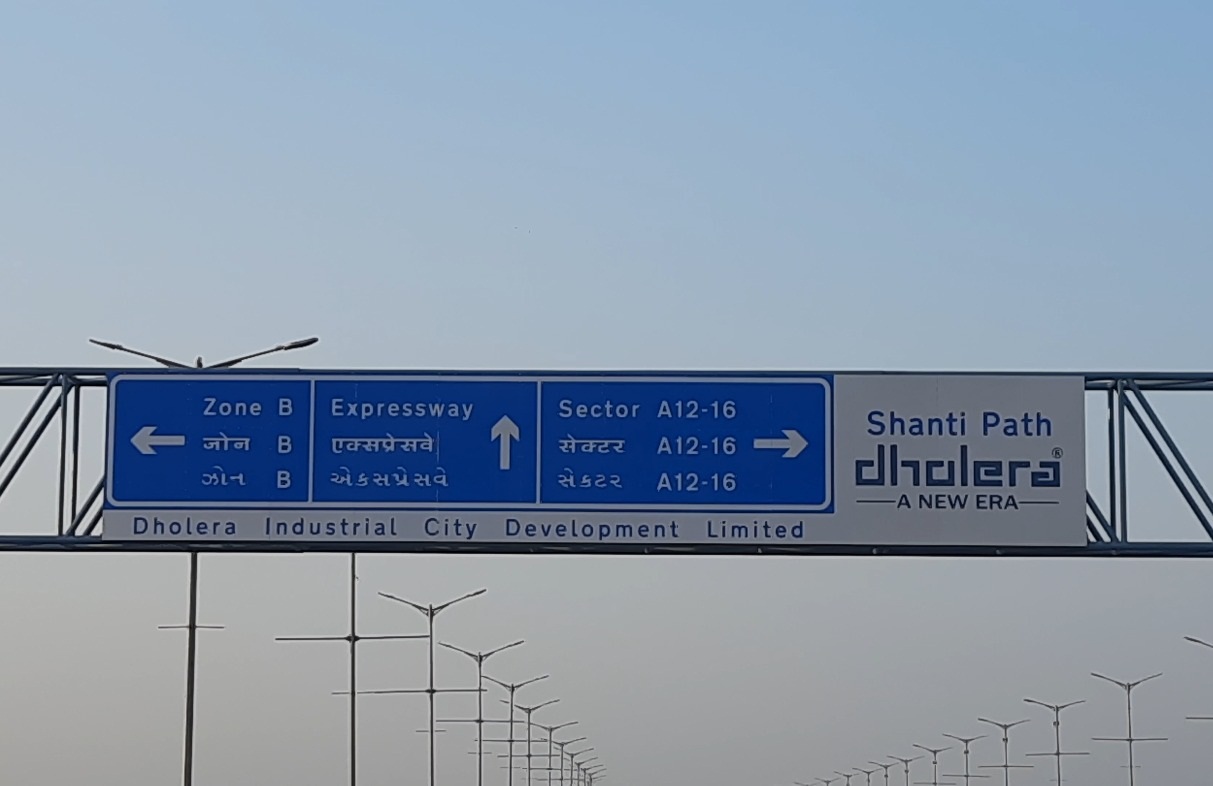 Zone B
जोन B
ઝોન B
Expressway
एक्सप्रेसवे
એકસપ્રેસવે
Sector A12-16
सेक्टर A12-16
સેકટર A12-16
Shanti Path
dholera®
A NEW ERA
Dholera Industrial City Development Limited